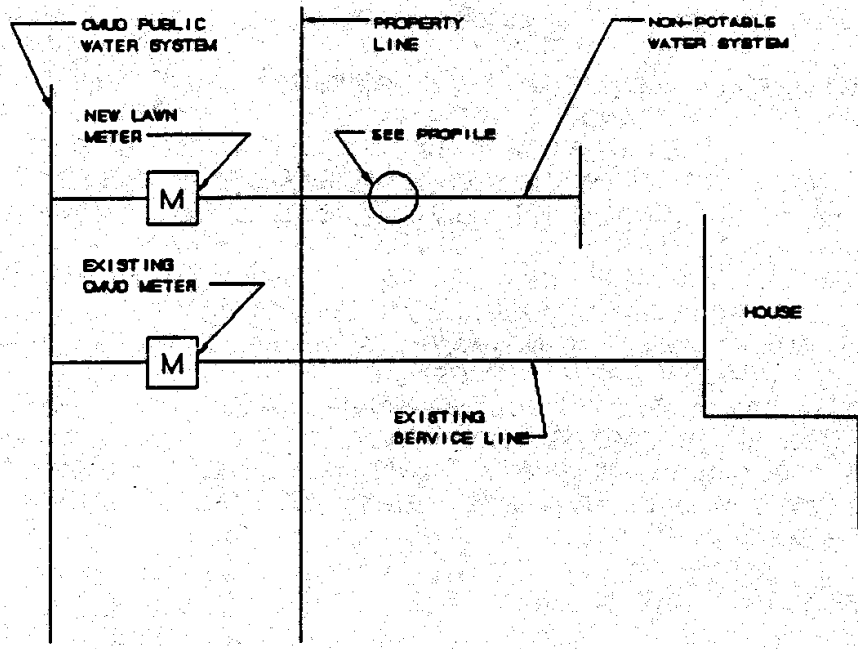 CMUD PUBLIC
WATER SYSTEM
PROPERTY
LINE
NON-POTABLE
WATER SYSTEM
NEW LAWN
METER
SEE PROFILE
M
EXISTING
CMUD METER
HOUSE
M
EXISTING
SERVICE LINE